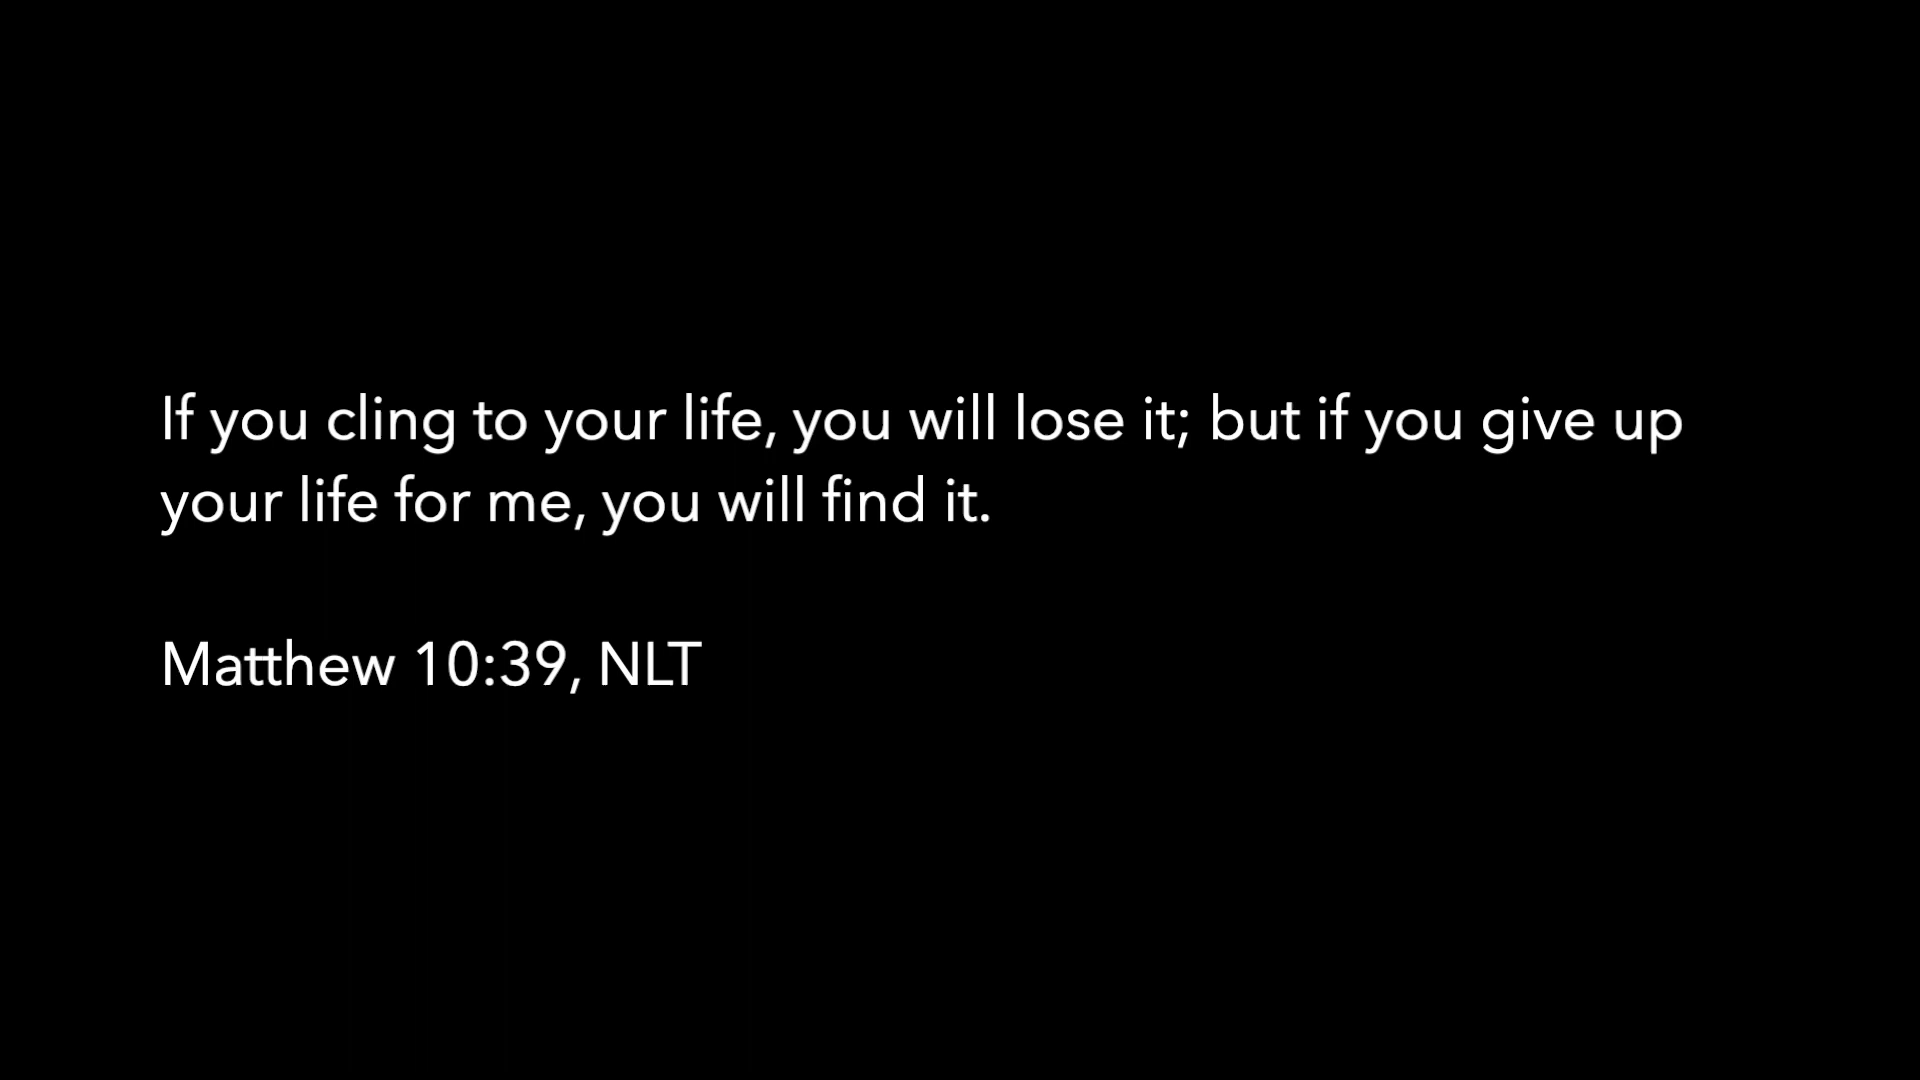 If you cling to your life, you will lose it; but if you give up
your life for me, you will find it.
Matthew 10:39, NLT